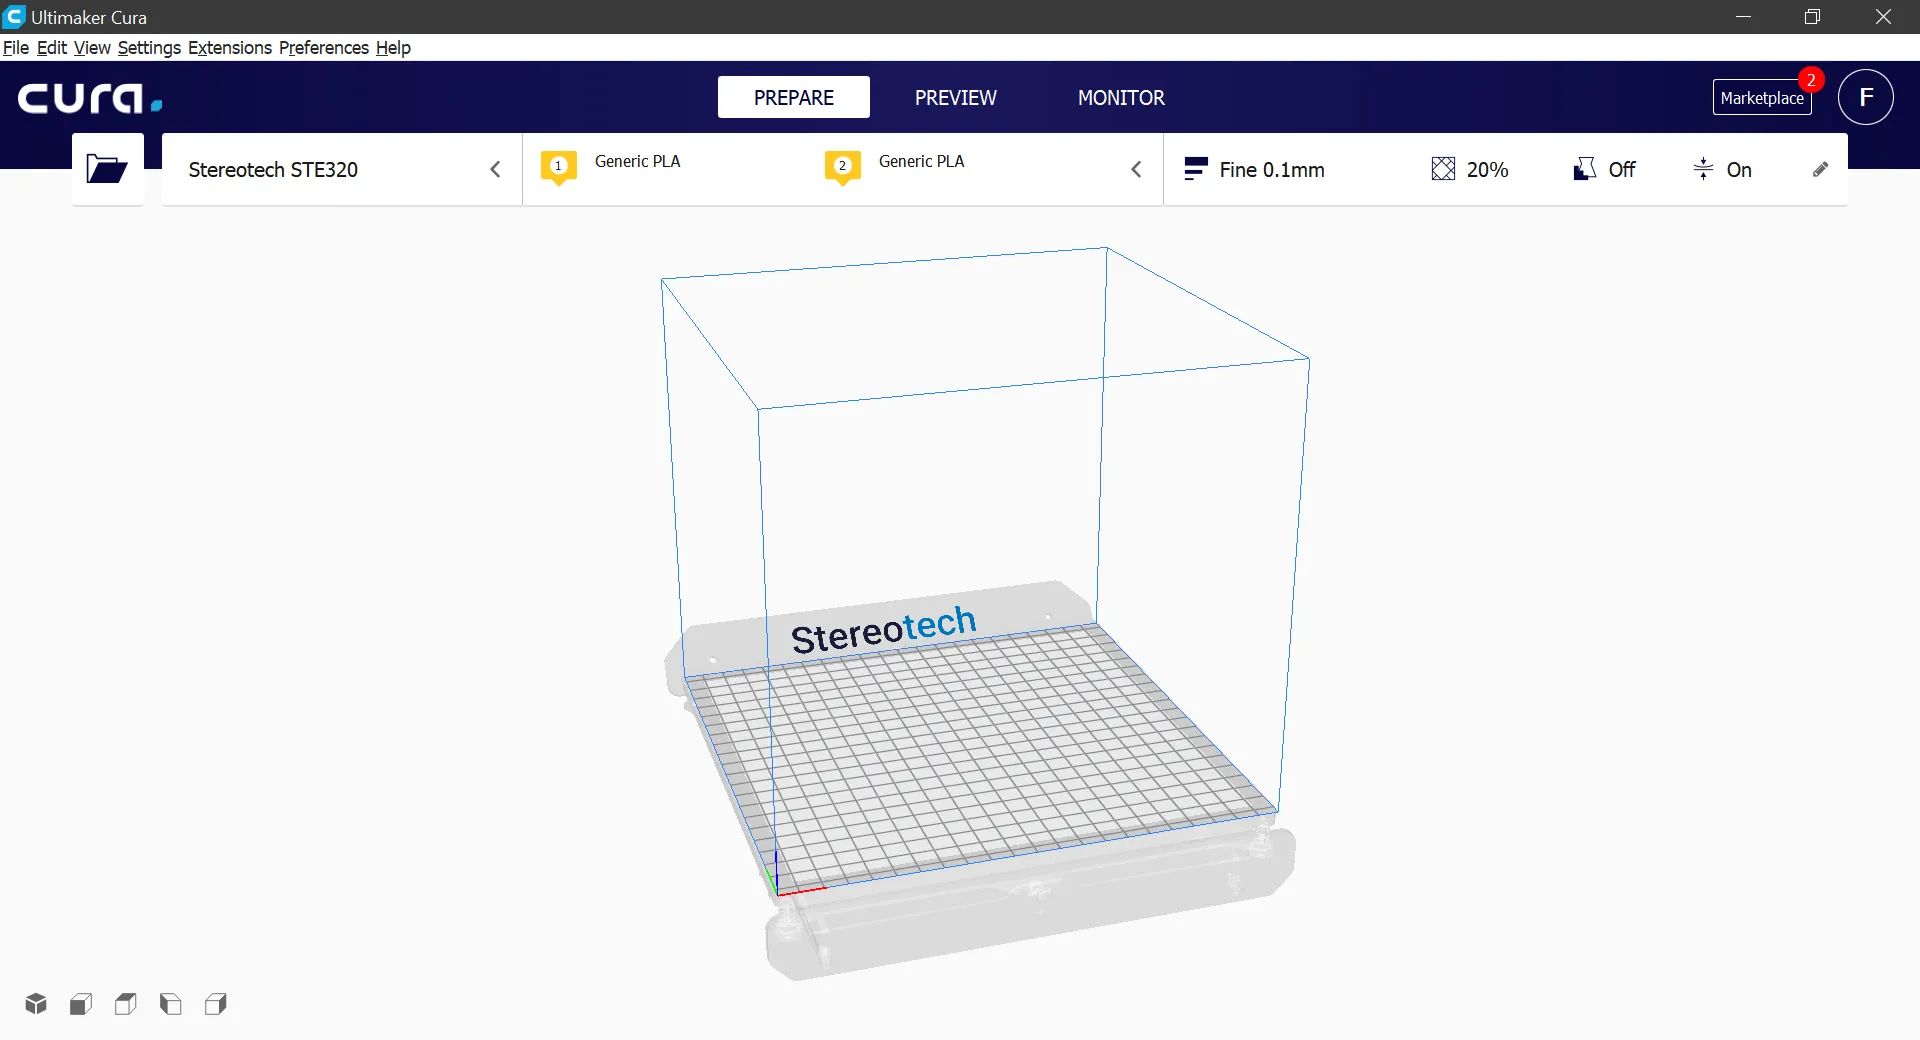 Ultimaker Cura
File Edit View Settings Extensions Preferences Help
cura.
PREPARE PREVIEW MONITOR
Marketplace 2 F
Stereotech STE320
1 Generic PLA
2 Generic PLA
Fine 0.1mm 20% Off On
Stereotech